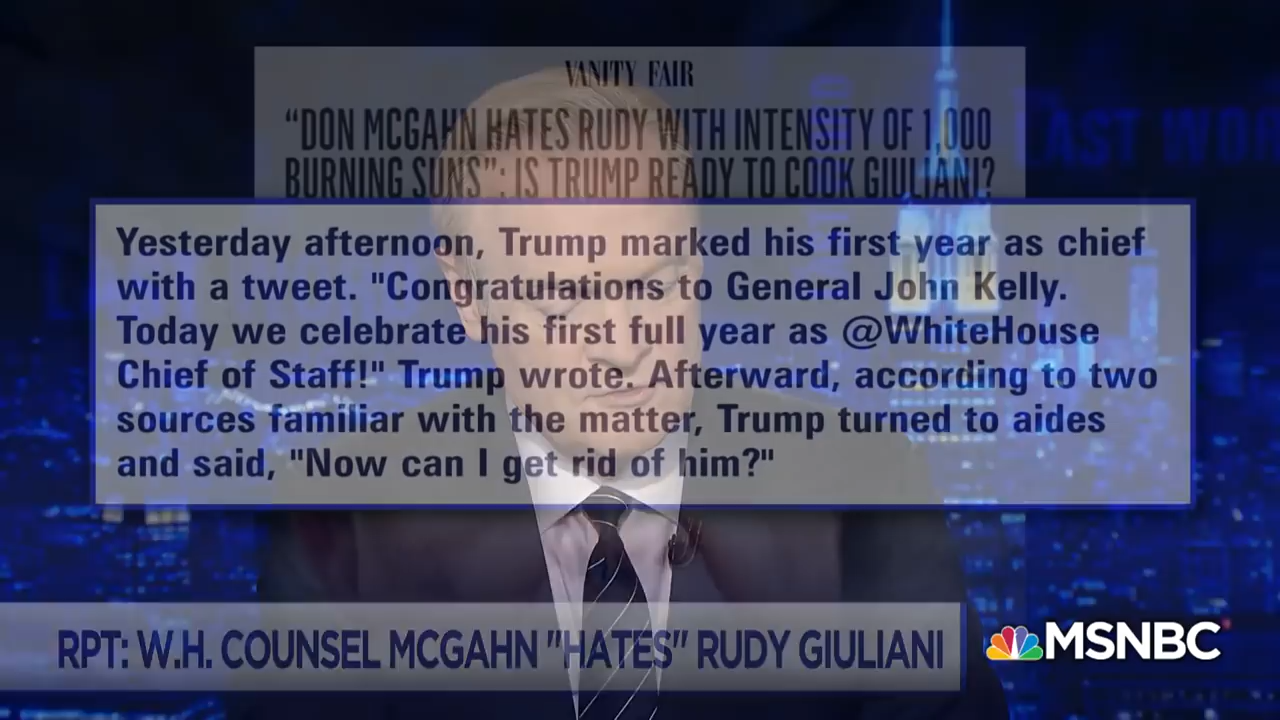 VANITY FAIR
"DON MCGAHN HATES RUDY WITH INTENSITY OF 1,000
BURNING SUNS": IS TRUMP READY TO COOK GIULIANI?
LAST WOR
Yesterday afternoon, Trump marked his first year as chief
with a tweet. "Congratulations to General John Kelly.
Today we celebrate his first full year as @WhiteHouse
Chief of Staff!" Trump wrote. Afterward, according to two
sources familiar with the matter, Trump turned to aides
and said, "Now can I get rid of him?"
RPT: W.H. COUNSEL MCGAHN "HATES" RUDY GIULIANI
MSNBC